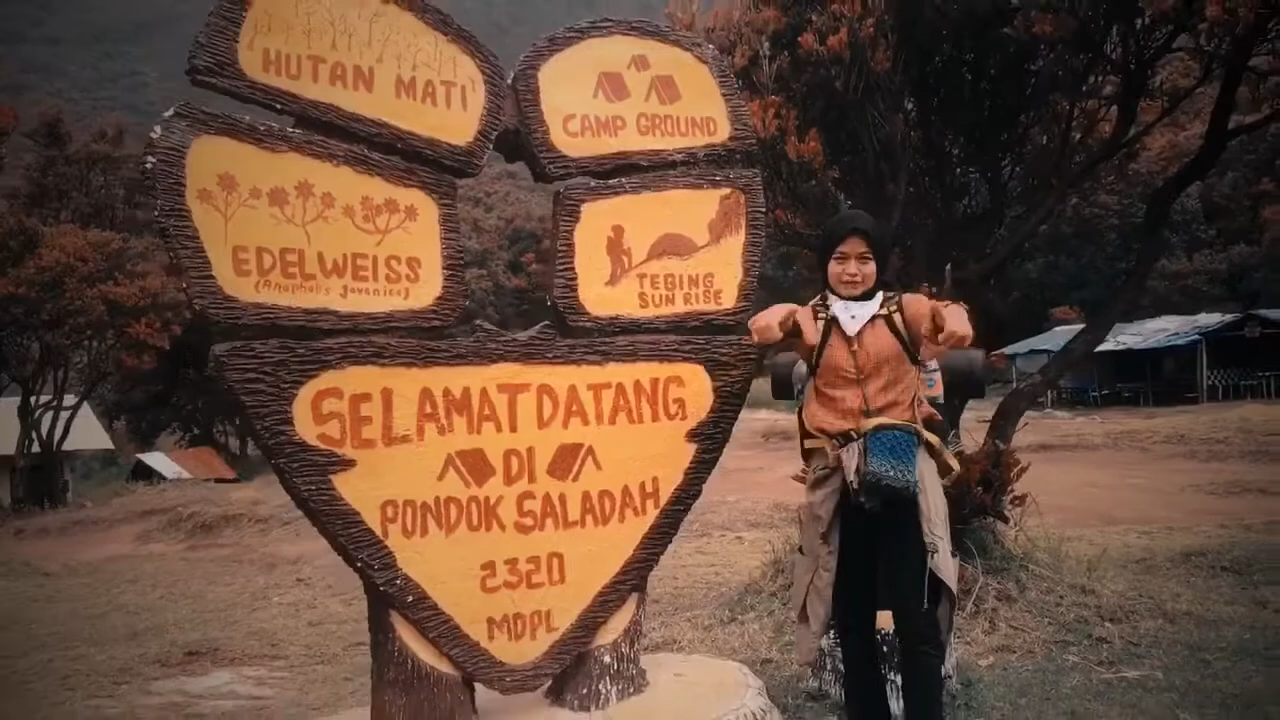 HUTAN MATI
CAMP GROUND
EDELWEISS
(Anaphalis Javanica)
TEBING
SUN RISE
SELAMAT DATANG
DI
PONDOK SALADAH
2320
MDPL